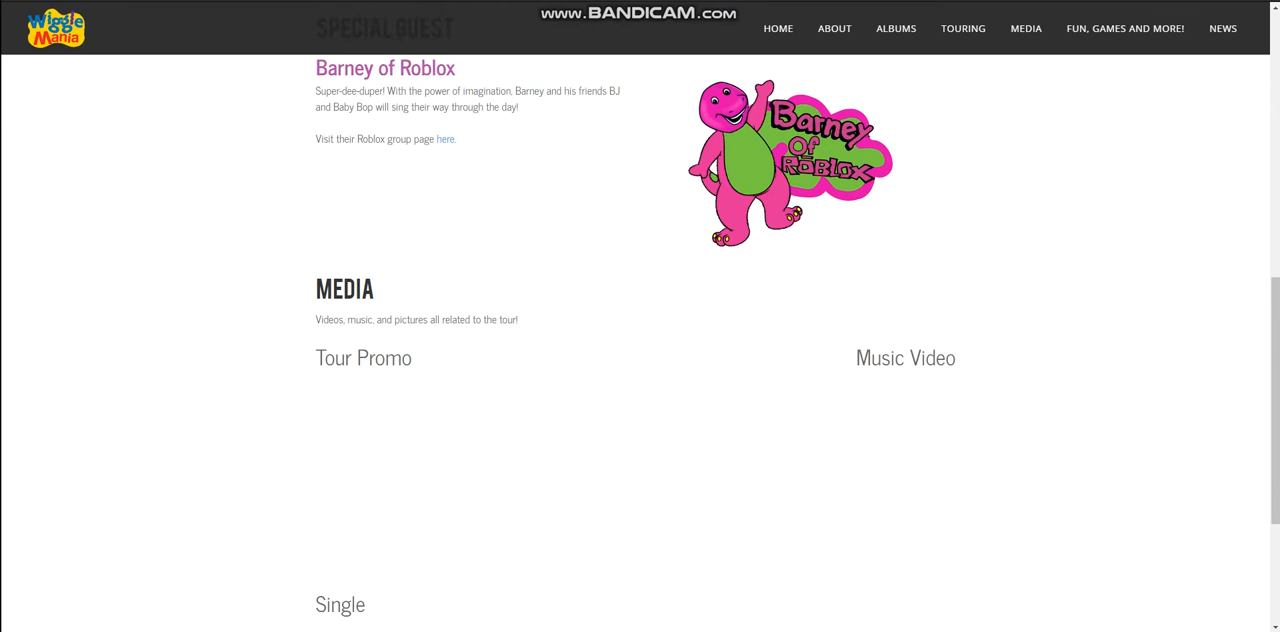 www.BANDICAM.com
Wiggle
Mania
HOME ABOUT ALBUMS TOURING MEDIA FUN, GAMES AND MORE! NEWS
SPECIAL GUEST
Barney of Roblox
Super-dee-duper! With the power of imagination, Barney and his friends BJ
and Baby Bop will sing their way through the day!
Visit their Roblox group page here.
Barney
Of
RōBLOX
MEDIA
Videos, music, and pictures all related to the tour!
Tour Promo
Music Video
Single